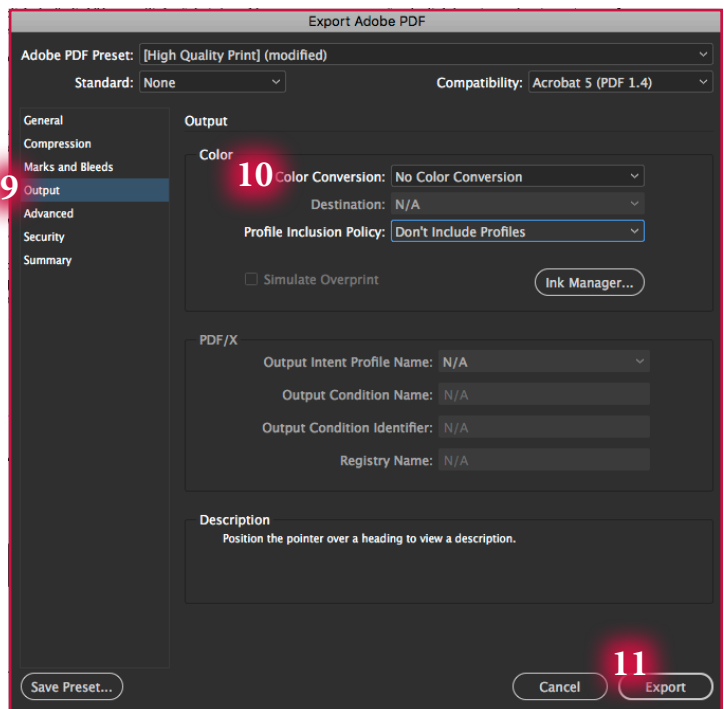 Export Adobe PDF
Adobe PDF Preset: [High Quality Print] (modified)
Standard: None Compatibility: Acrobat 5 (PDF 1.4)
General
Compression
Marks and Bleeds
9 Output
Advanced
Security
Summary
Output
Color
10 Color Conversion: No Color Conversion
Destination: N/A
Profile Inclusion Policy: Don't Include Profiles
Simulate Overprint Ink Manager...
PDF/X
Output Intent Profile Name: N/A
Output Condition Name: N/A
Output Condition Identifier: N/A
Registry Name: N/A
Description
Position the pointer over a heading to view a description.
11
Save Preset... Cancel Export